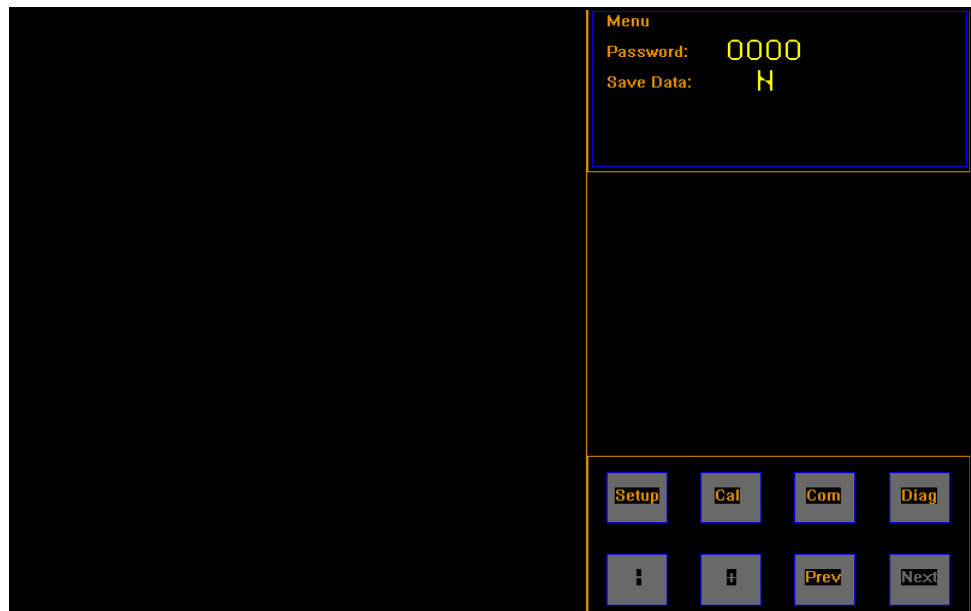 Menu
Password: 0000
Save Data: N
Setup Cal Com Diag
- + Prev Next